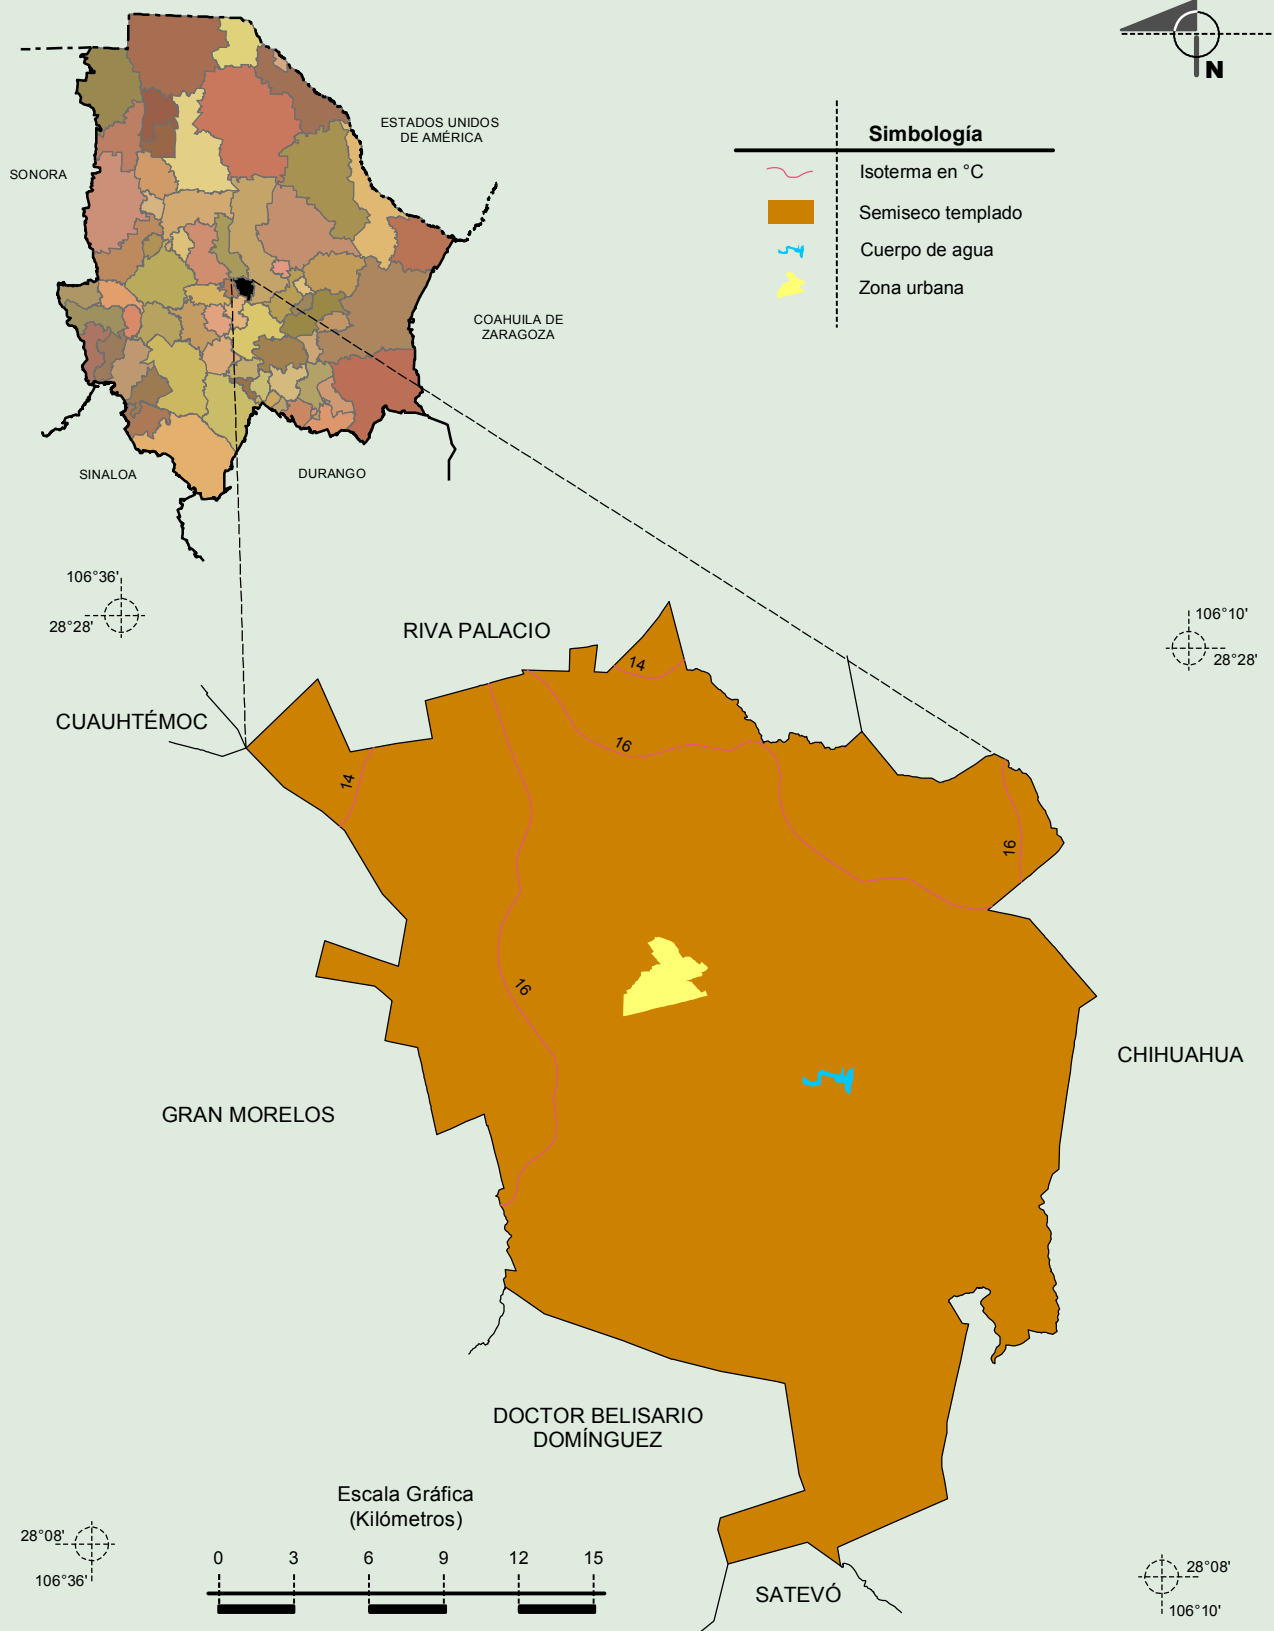 N
ESTADOS UNIDOS
DE AMÉRICA
SONORA
COAHUILA DE
ZARAGOZA
SINALOA
DURANGO
Simbología
Isoterma en °C
Semiseco templado
Cuerpo de agua
Zona urbana
106°36'
28°28'
106°10'
28°28'
RIVA PALACIO
CUAUHTÉMOC
14
16
14
16
16
CHIHUAHUA
GRAN MORELOS
DOCTOR BELISARIO
DOMÍNGUEZ
Escala Gráfica
(Kilómetros)
0 3 6 9 12 15
28°08'
106°36'
SATEVÓ
28°08'
106°10'